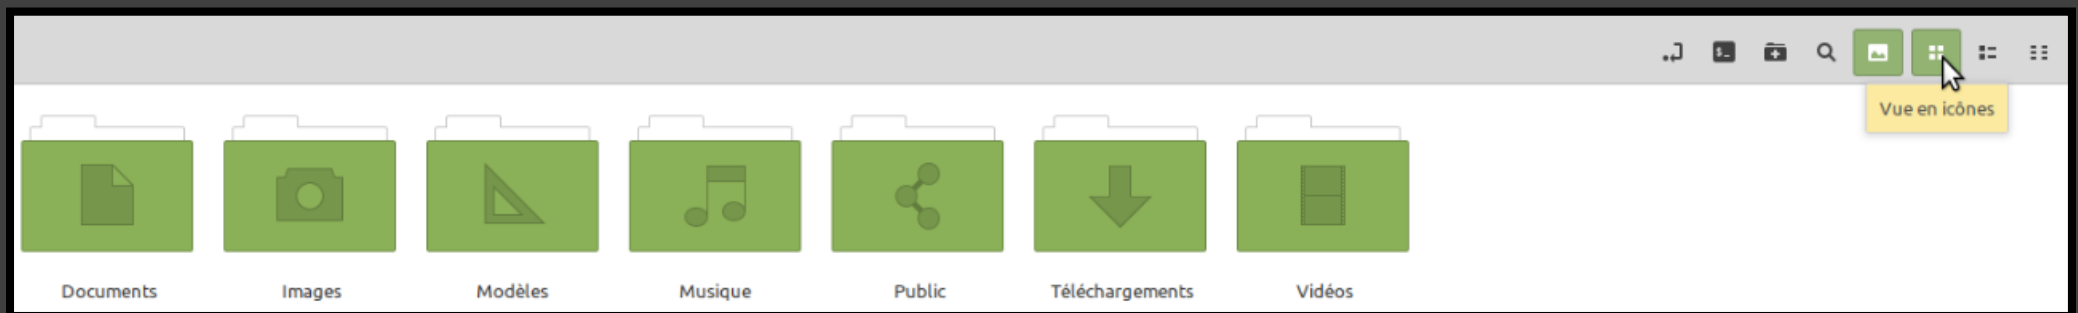 Vue en icônes
Documents
Images
Modèles
Musique
Public
Téléchargements
Vidéos